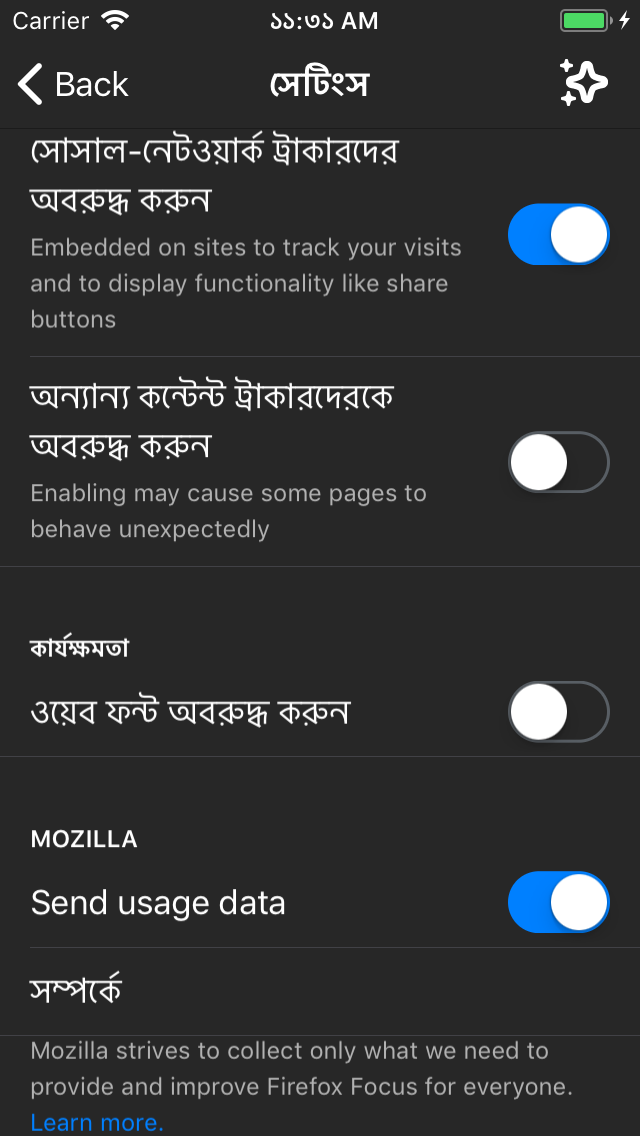 Carrier ১১:৩১ AM
Back সেটিংস
সোসাল-নেটওয়ার্ক ট্রাকারদের
অবরুদ্ধ করুন
Embedded on sites to track your visits
and to display functionality like share
buttons
অন্যান্য কন্টেন্ট ট্রাকারদেরকে
অবরুদ্ধ করুন
Enabling may cause some pages to
behave unexpectedly
কার্যক্ষমতা
ওয়েব ফন্ট অবরুদ্ধ করুন
MOZILLA
Send usage data
সম্পর্কে
Mozilla strives to collect only what we need to
provide and improve Firefox Focus for everyone.
Learn more.